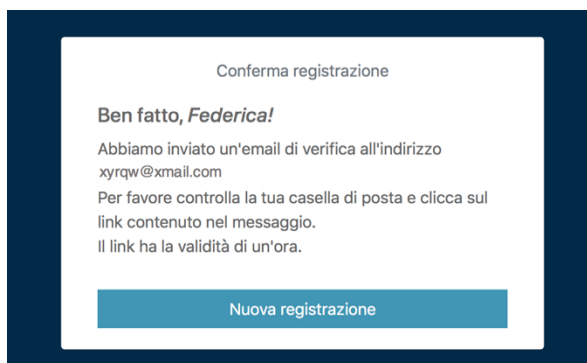 Conferma registrazione
Ben fatto, Federica!
Abbiamo inviato un'email di verifica all'indirizzo
xyrqw@xmail.com
Per favore controlla la tua casella di posta e clicca sul
link contenuto nel messaggio.
Il link ha la validità di un'ora.
Nuova registrazione